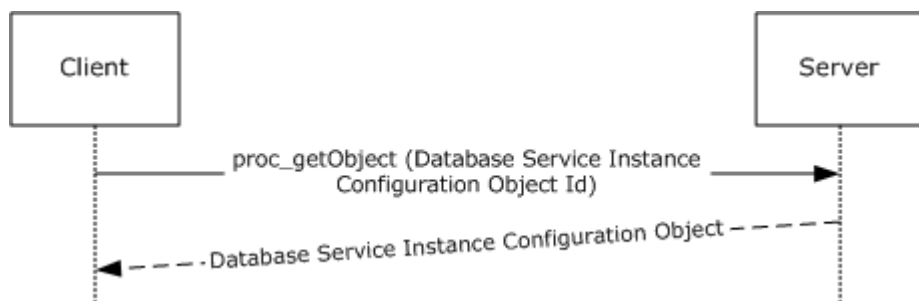 Client
Server
proc_getObject (Database Service Instance
Configuration Object Id)
Database Service Instance Configuration Object